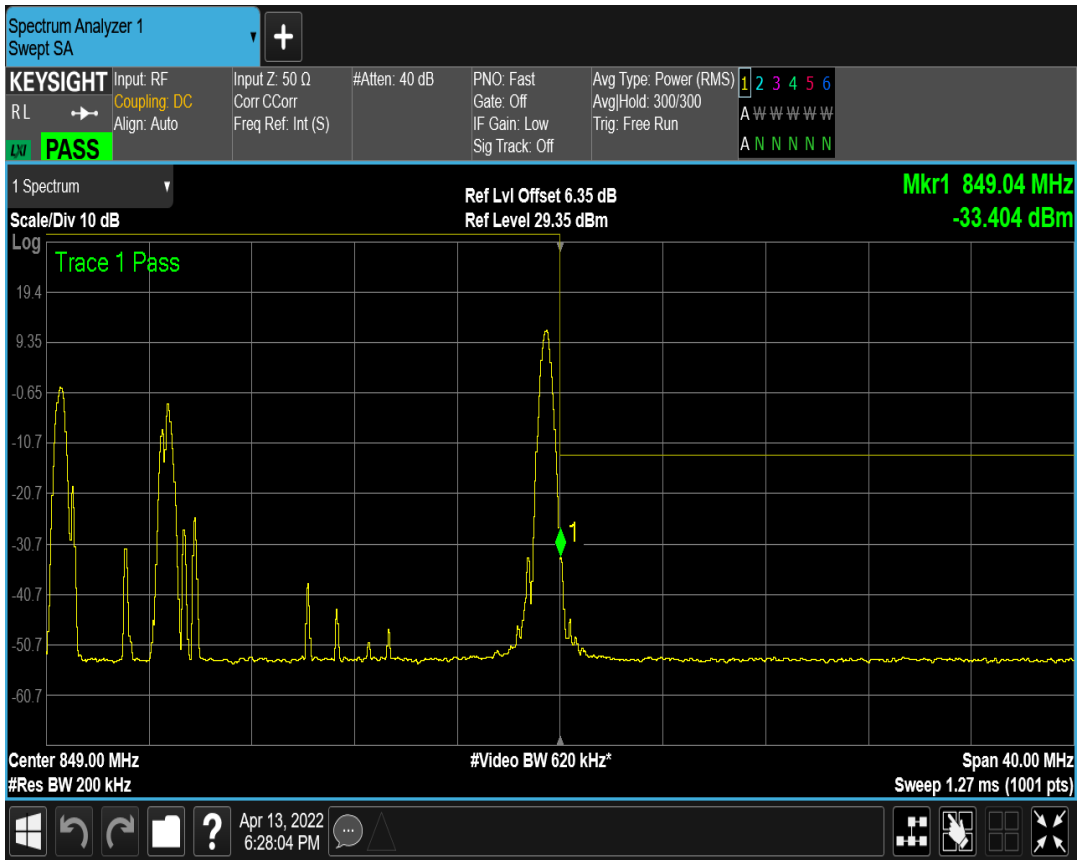 Spectrum Analyzer 1
Swept SA
+
KEYSIGHT
R L
LXI
PASS
Input: RF
Coupling: DC
Align: Auto
Input Z: 50 Ω
Corr CCorr
Freq Ref: Int (S)
#Atten: 40 dB
PNO: Fast
Gate: Off
IF Gain: Low
Sig Track: Off
Avg Type: Power (RMS)
Avg|Hold: 300/300
Trig: Free Run
1 2 3 4 5 6
A W W W W W
A N N N N N
1 Spectrum
Scale/Div 10 dB
Ref Lvl Offset 6.35 dB
Ref Level 29.35 dBm
Mkr1 849.04 MHz
-33.404 dBm
Log
Trace 1 Pass
19.4
9.35
-0.65
-10.7
-20.7
-30.7
1
-40.7
-50.7
-60.7
Center 849.00 MHz
#Video BW 620 kHz*
Span 40.00 MHz
#Res BW 200 kHz
Sweep 1.27 ms (1001 pts)
?
Apr 13, 2022
6:28:04 PM